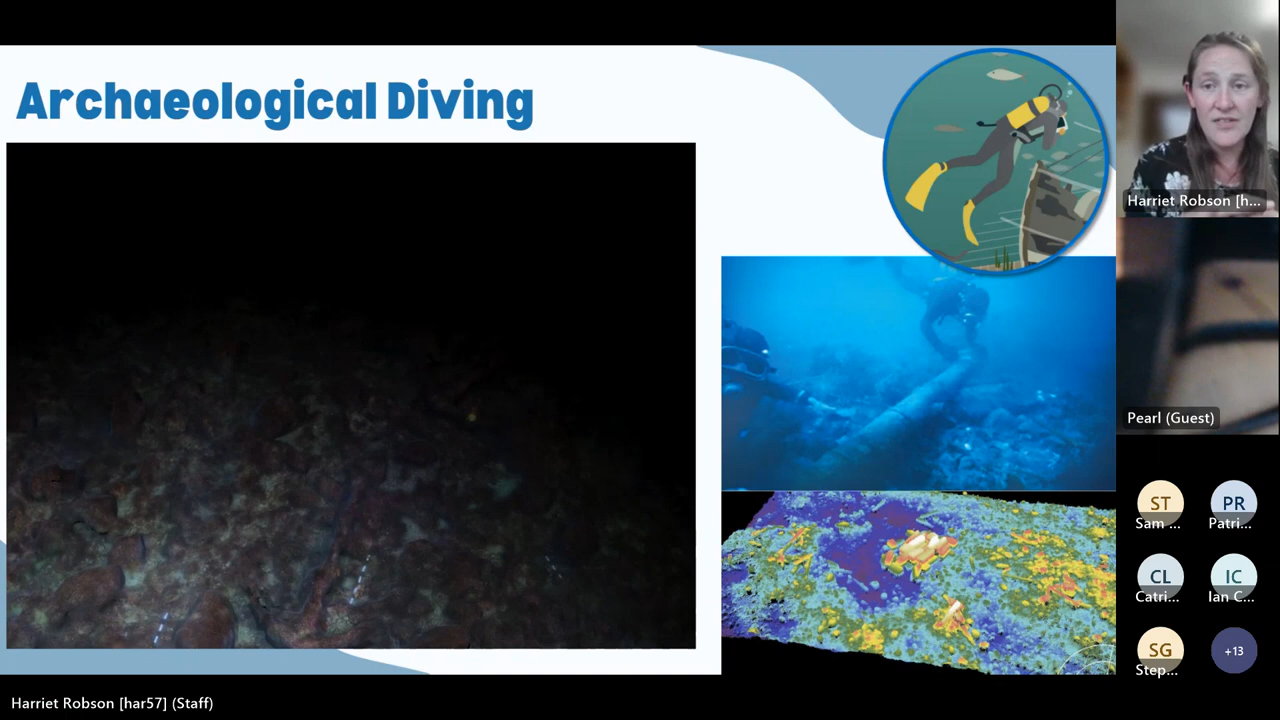 Archaeological Diving
Harriet Robson [h...
Pearl (Guest)
ST
Sam ...
PR
Patri...
CL
Catri...
IC
Ian C...
SG
Step...
+13
Harriet Robson [har57] (Staff)